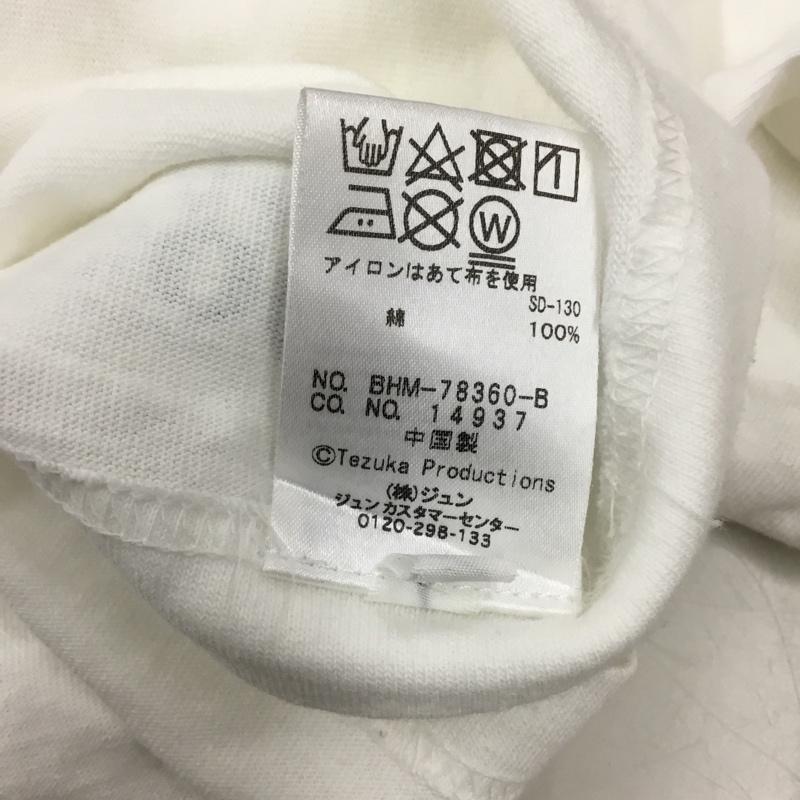 W
アイロンはあて布を使用
SD-130
綿 100%
NO. BHM-78360-B
CO. NO. 14937
中国製
©Tezuka Productions
(株)ジュン
ジュンカスタマーセンター
0120-298-133